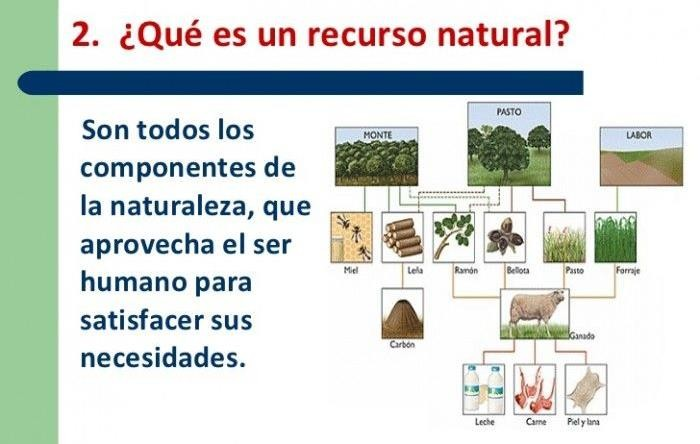 2. ¿Qué es un recurso natural?
Son todos los
componentes de
la naturaleza, que
aprovecha el ser
humano para
satisfacer sus
necesidades.
MONTE
PASTO
LABOR
Miel
Leña
Ramón
Bellota
Pasto
Forraje
Carbón
Ganado
Leche
Carne
Piel y lana